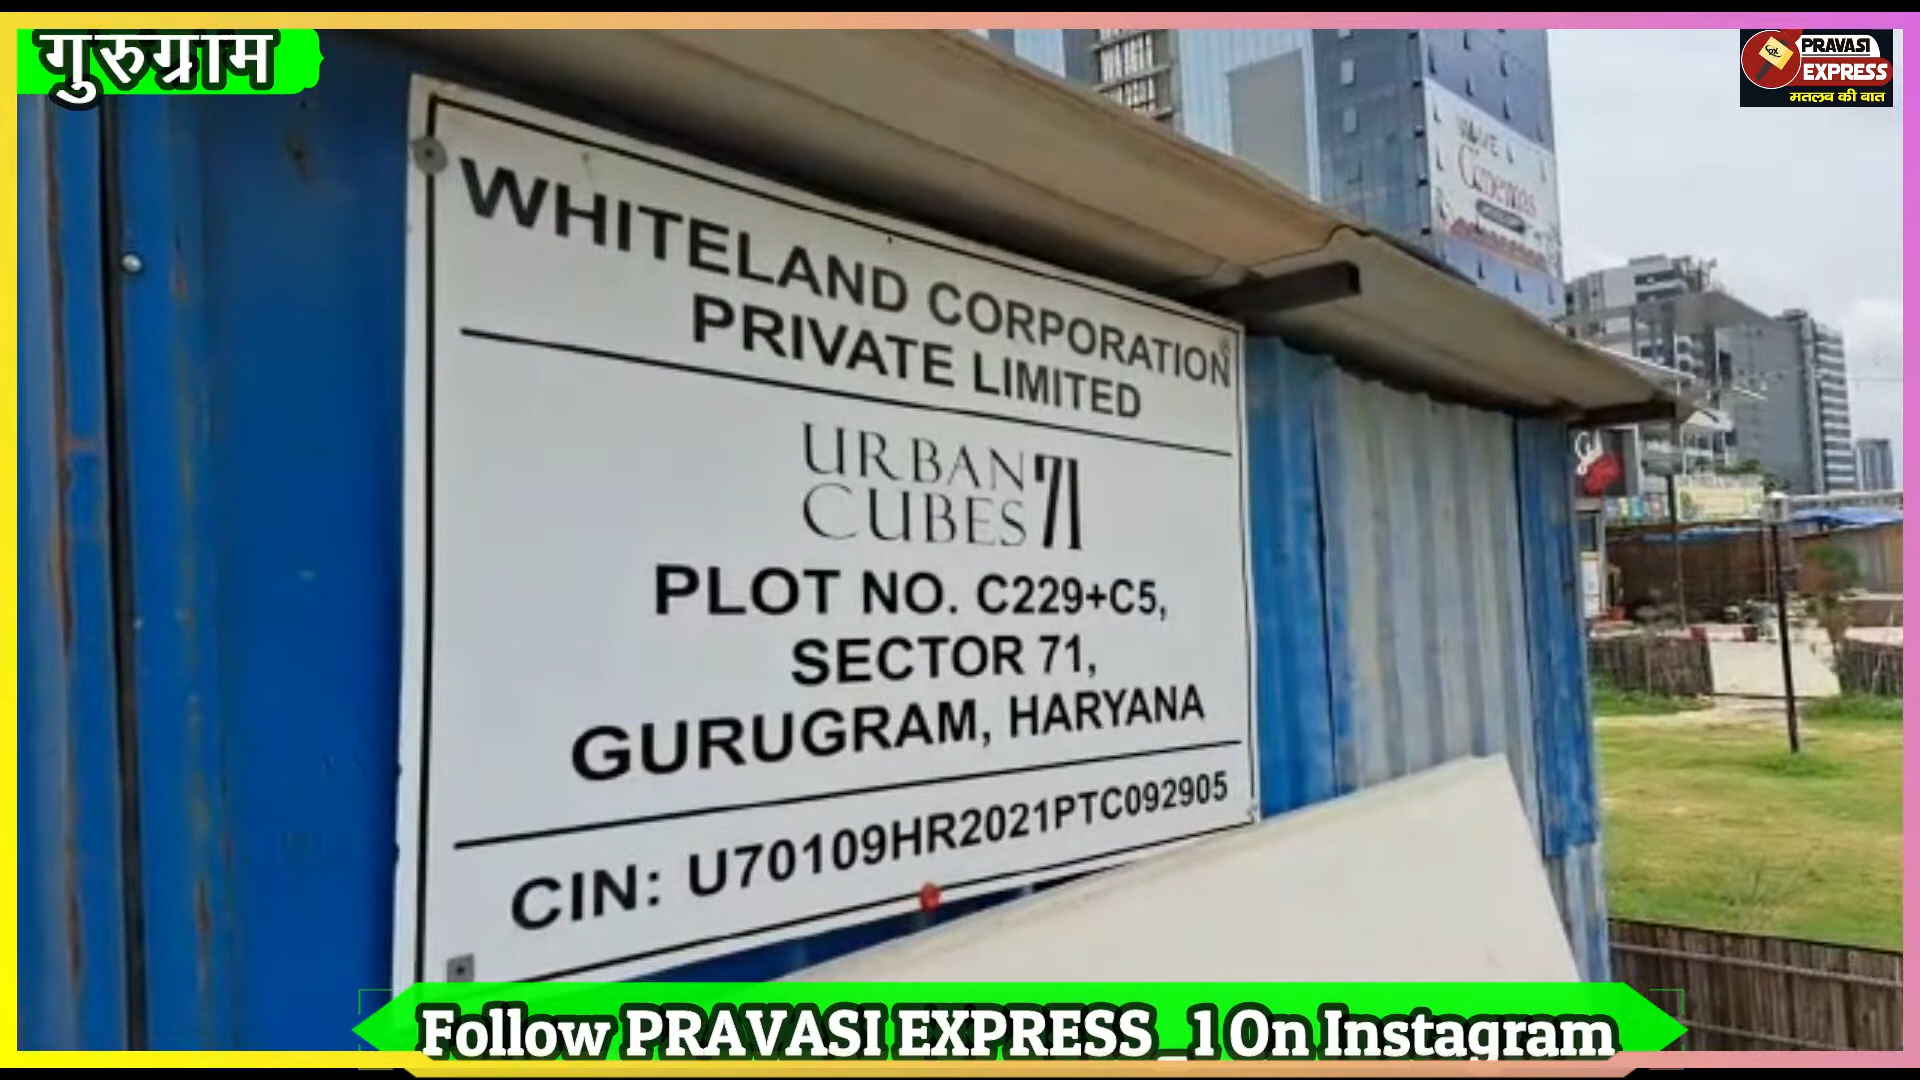 गुरुग्राम
PRAVASI
EXPRESS
मतलब की बात
WHITELAND CORPORATION
PRIVATE LIMITED
URBAN
CUBES 71
PLOT NO. C229+C5,
SECTOR 71,
GURUGRAM, HARYANA
CIN: U70109HR2021PTC092905
Cinemas
Follow PRAVASI EXPRESS_1 On Instagram